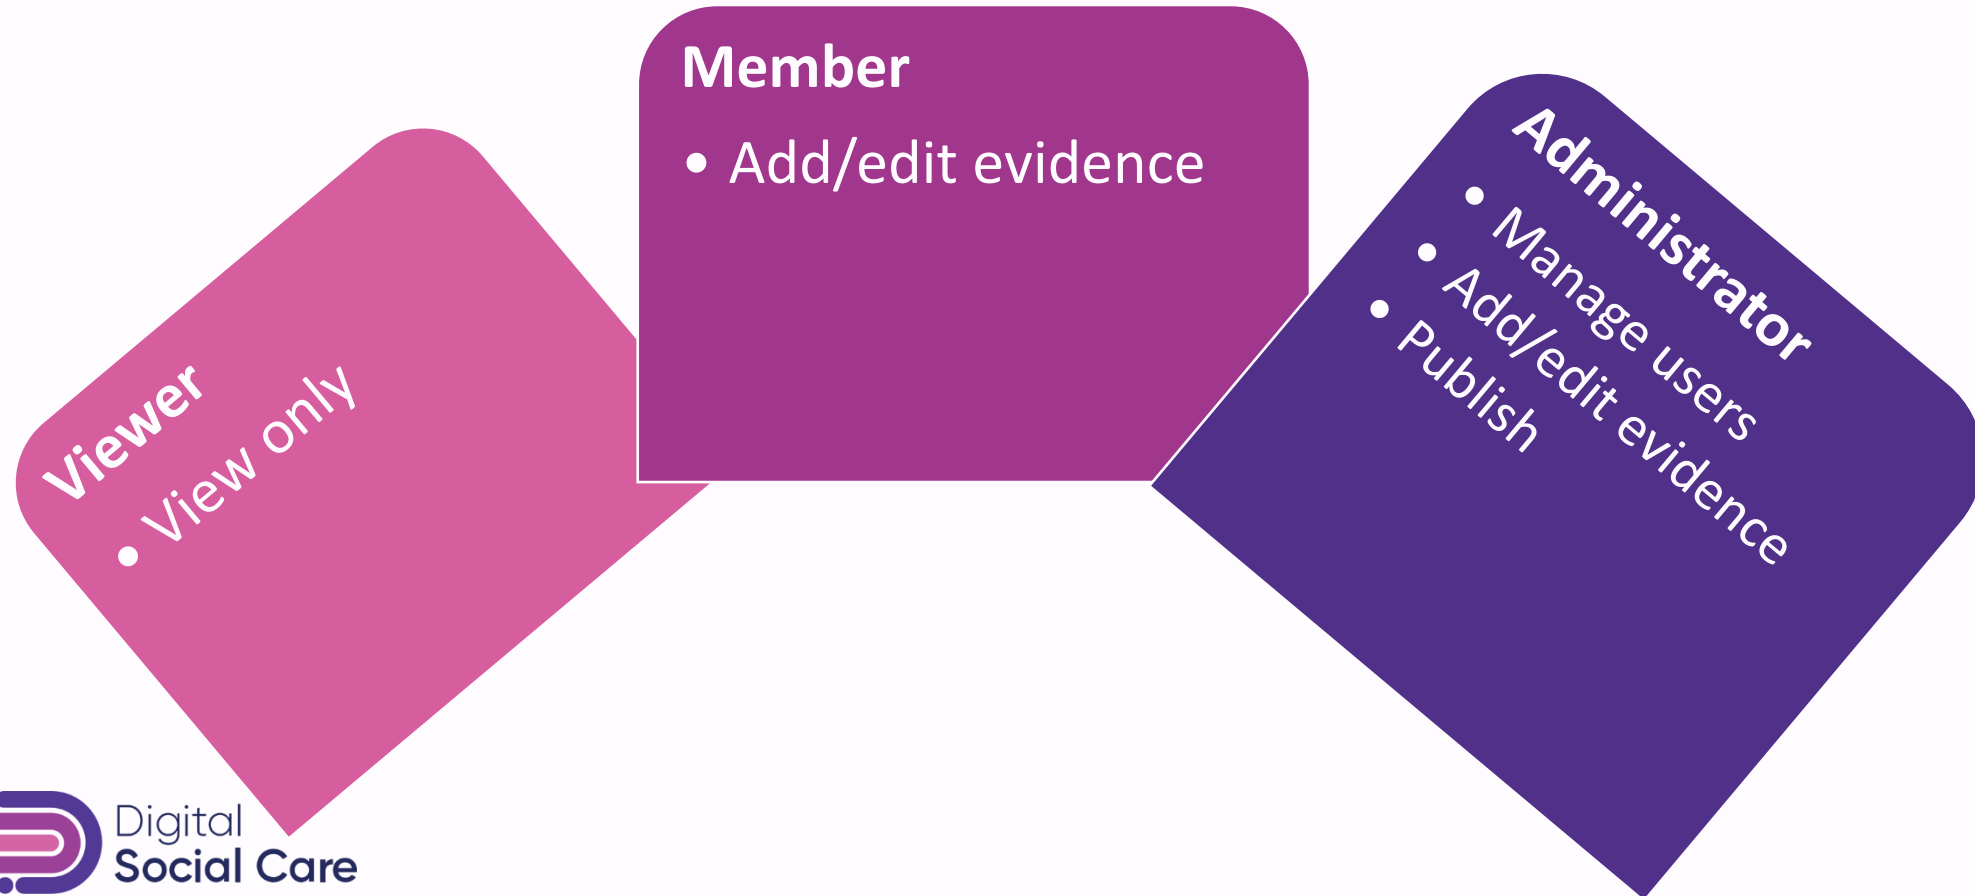 Viewer
• View only
Member
• Add/edit evidence
Administrator
• Manage users
• Add/edit evidence
• Publish
Digital
Social Care